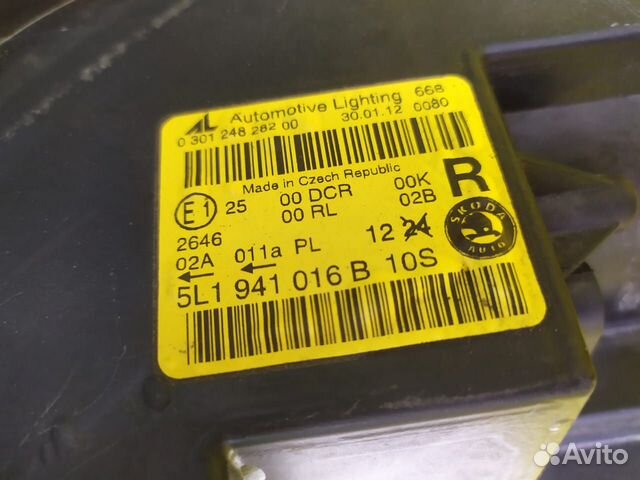 AL Automotive Lighting 668
0 301 248 282 00 30.01.12 0080
Made in Czech Republic
E1 25 00 DCR 00K R
00 RL 02B
2646
02A 011a PL 12 24
SKODA AUTO
5L1 941 016 B 10S
Avito